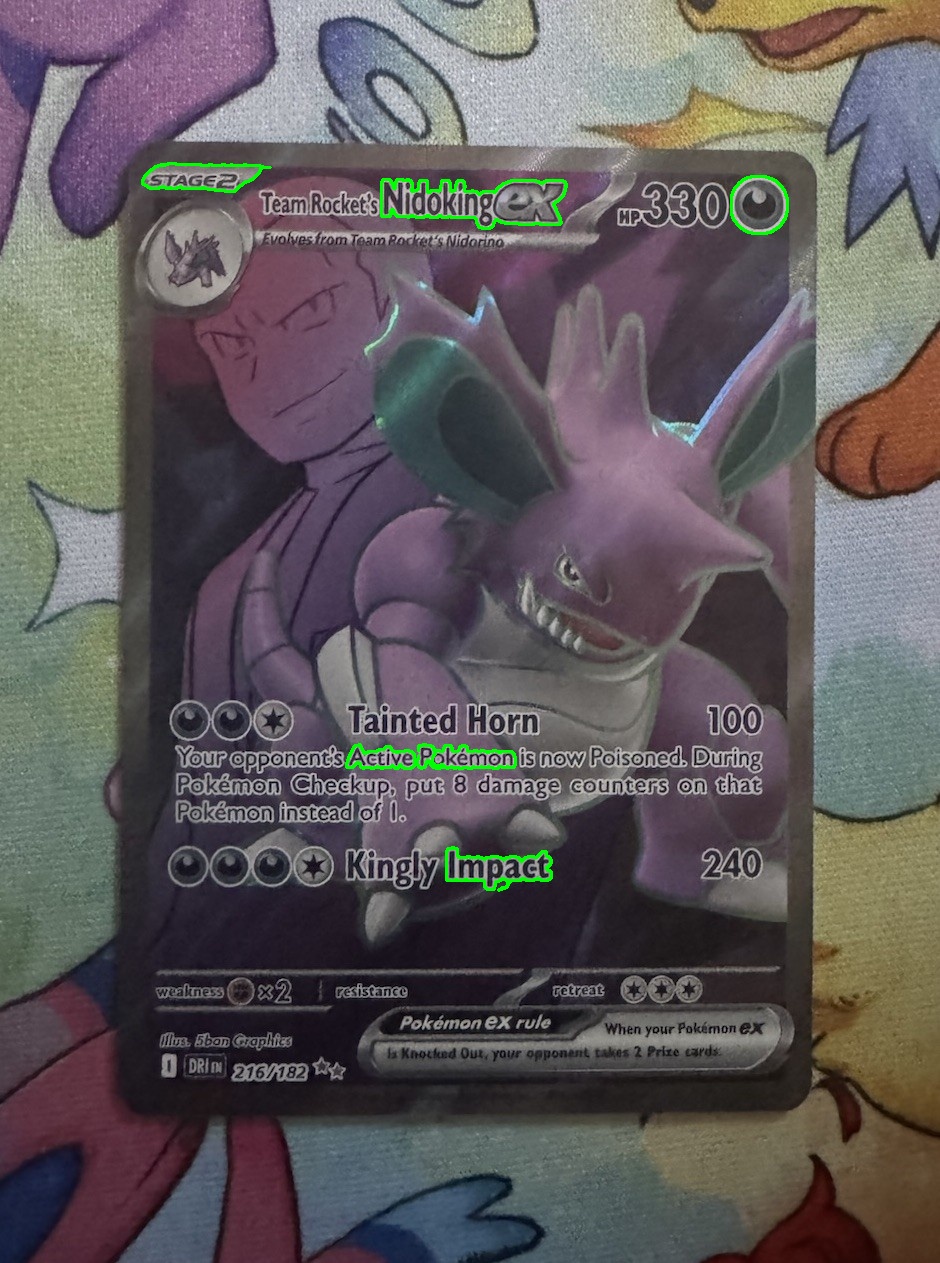 STAGE2
Team Rocket's Nidoking ex HP 330
Evolves from Team Rocket's Nidorino
Tainted Horn 100
Your opponent's Active Pokémon is now Poisoned. During
Pokémon Checkup, put 8 damage counters on that
Pokémon instead of 1.
Kingly Impact 240
weakness ×2 resistance retreat
Pokémon ex rule When your Pokémon ex
is Knocked Out, your opponent takes 2 Prize cards.
Illus. 5ban Graphics
I DRI EN 216/182